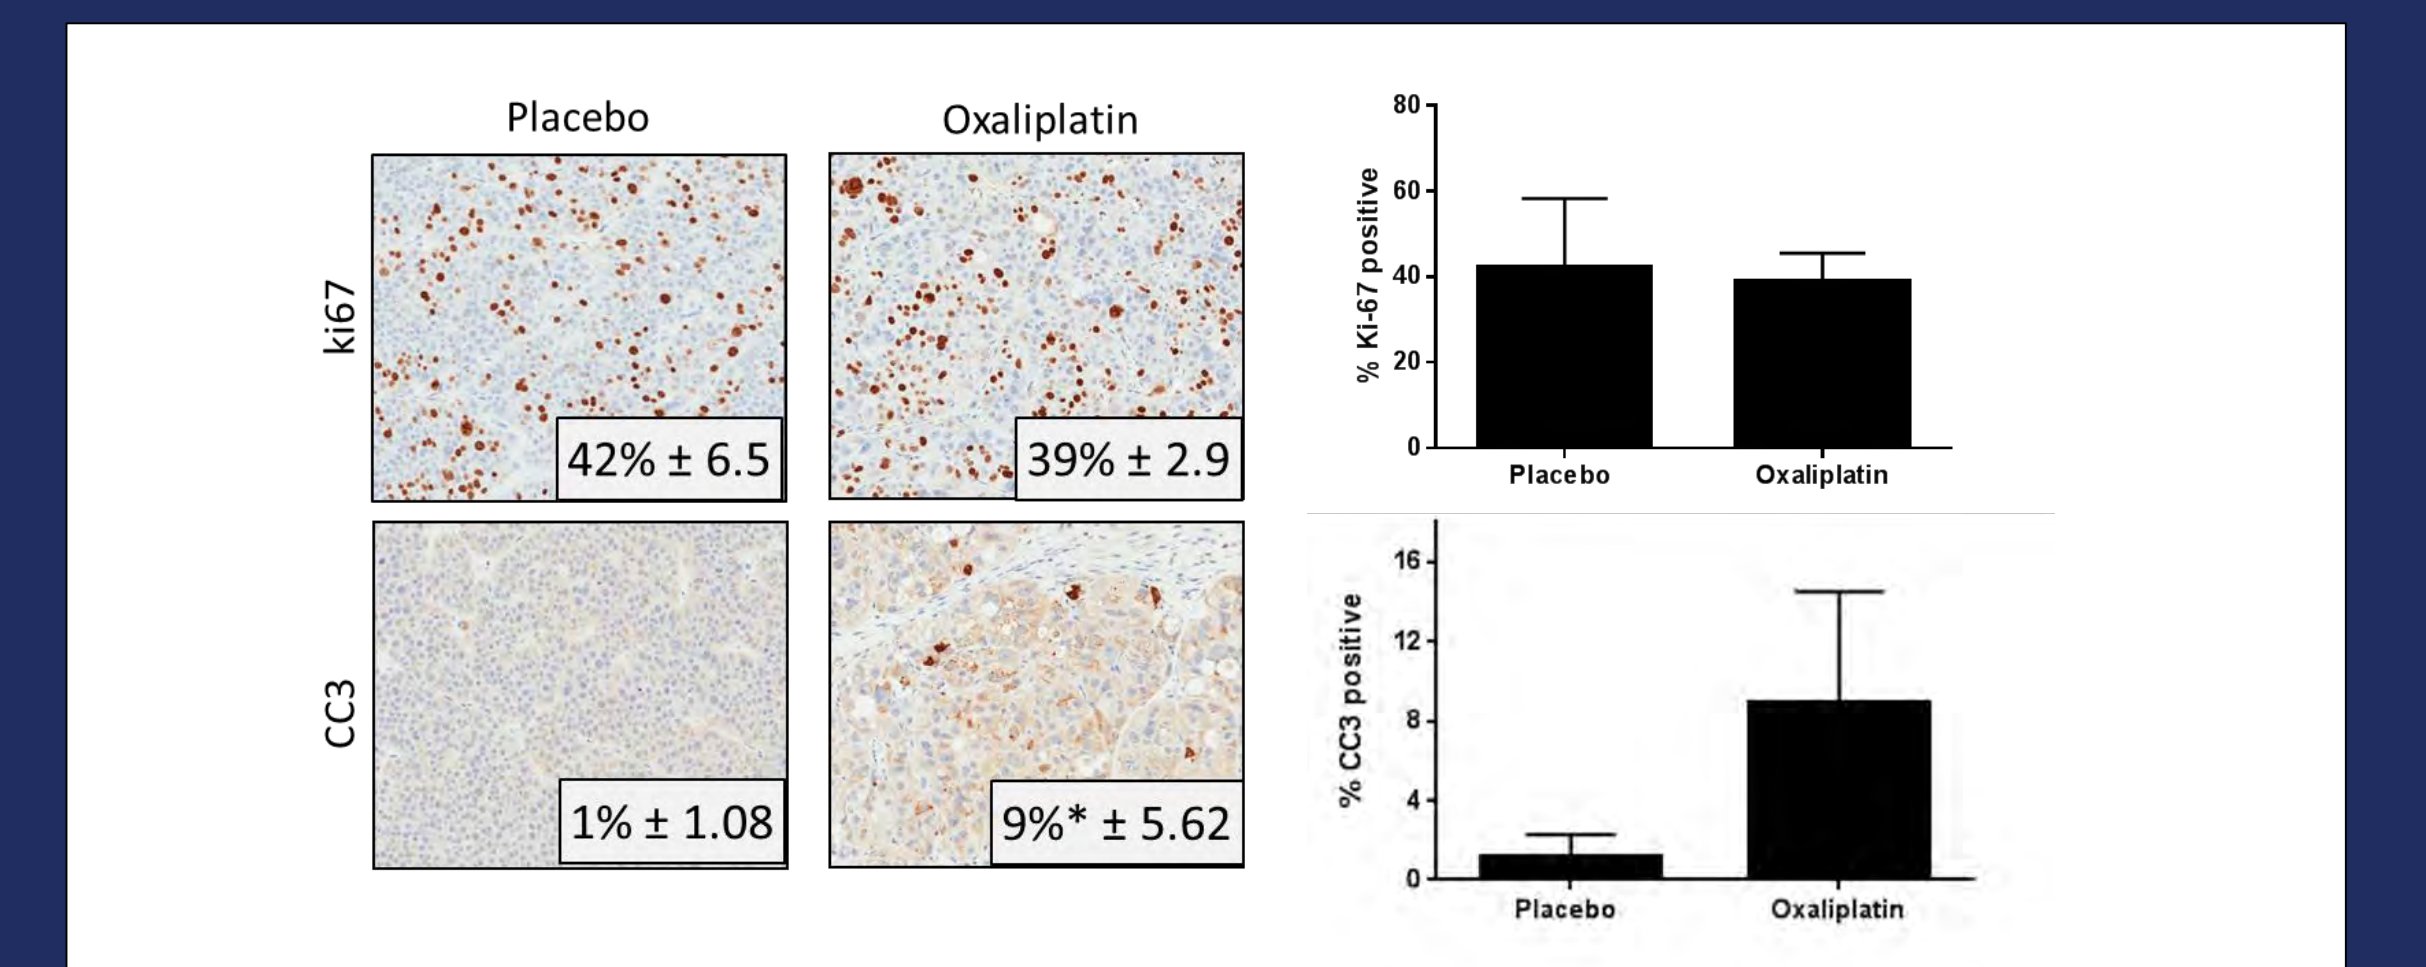 Placebo
Oxaliplatin
ki67
42% ± 6.5
39% ± 2.9
CC3
1% ± 1.08
9%* ± 5.62
% Ki-67 positive
80
60
40
20
0
Placebo
Oxaliplatin
% CC3 positive
16
12
8
4
0
Placebo
Oxaliplatin